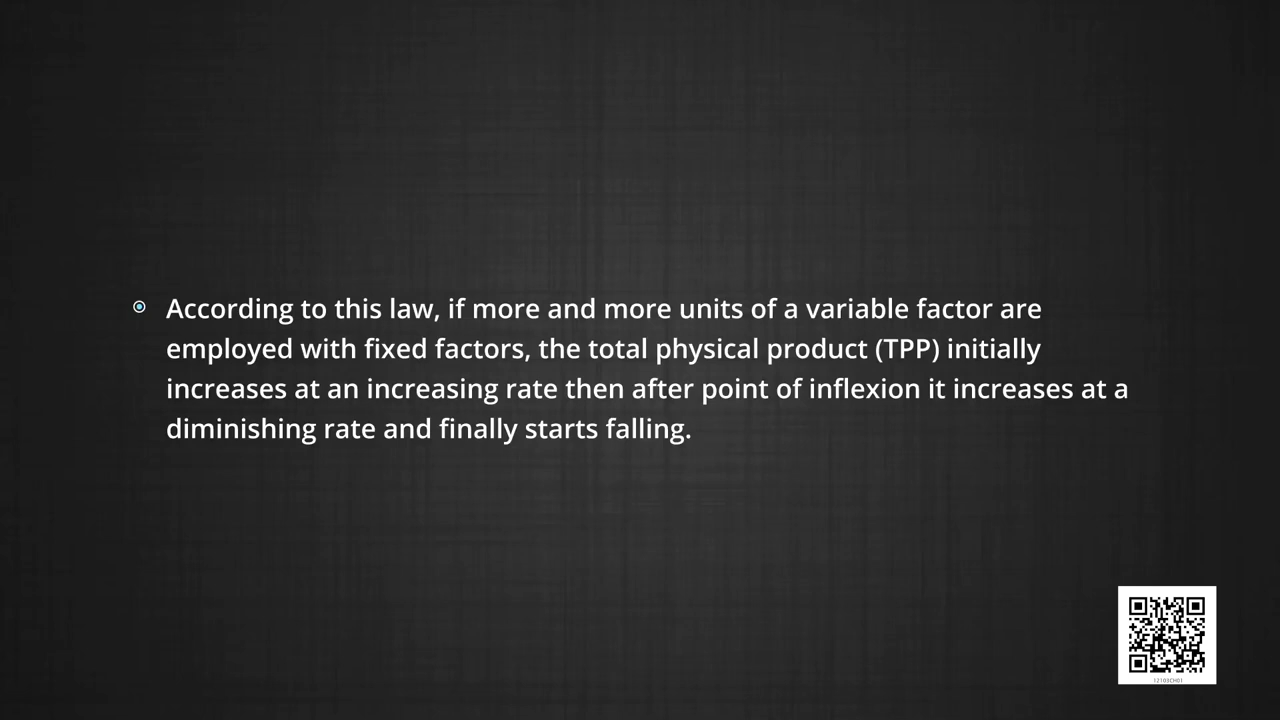 According to this law, if more and more units of a variable factor are
employed with fixed factors, the total physical product (TPP) initially
increases at an increasing rate then after point of inflexion it increases at a
diminishing rate and finally starts falling.
12103CH01